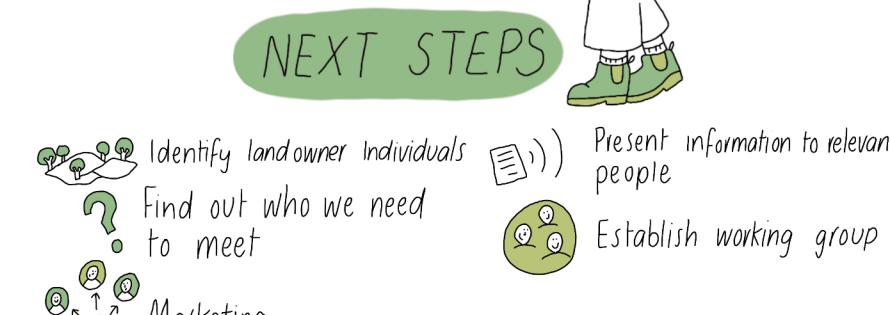 NEXT STEPS
Identify landowner Individuals
Find out who we need
to meet
Marketing
Present information to relevan
people
Establish working group